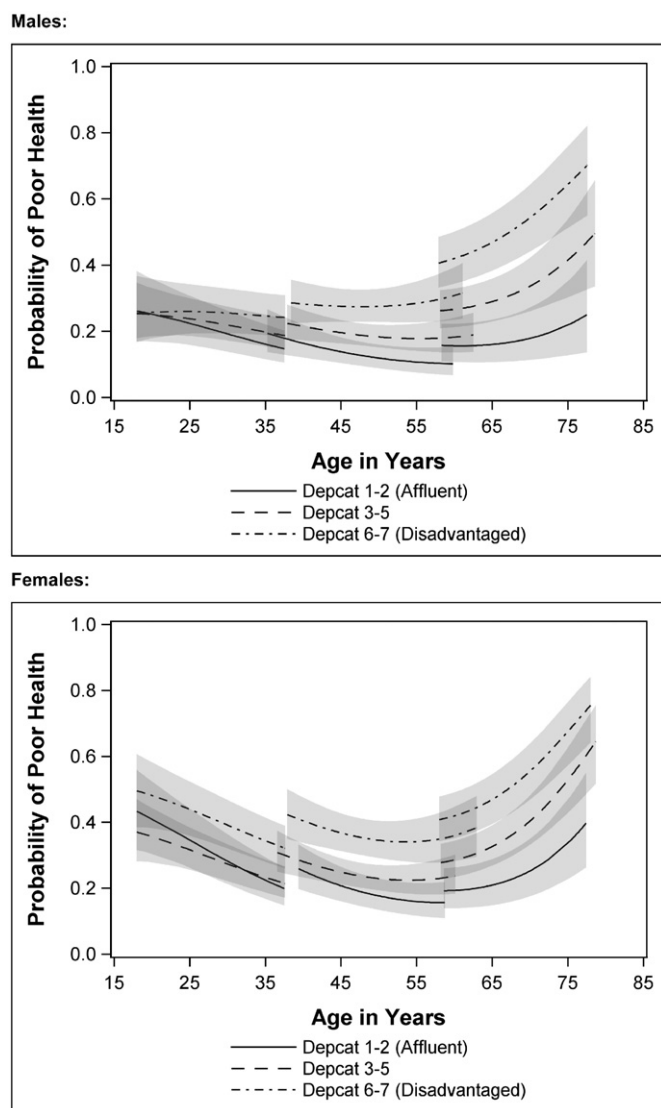 Males:
1.0
0.8
0.6
0.4
0.2
0.0
Probability of Poor Health
15 25 35 45 55 65 75 85
Age in Years
Depcat 1-2 (Affluent)
Depcat 3-5
Depcat 6-7 (Disadvantaged)
Females:
1.0
0.8
0.6
0.4
0.2
0.0
Probability of Poor Health
15 25 35 45 55 65 75 85
Age in Years
Depcat 1-2 (Affluent)
Depcat 3-5
Depcat 6-7 (Disadvantaged)